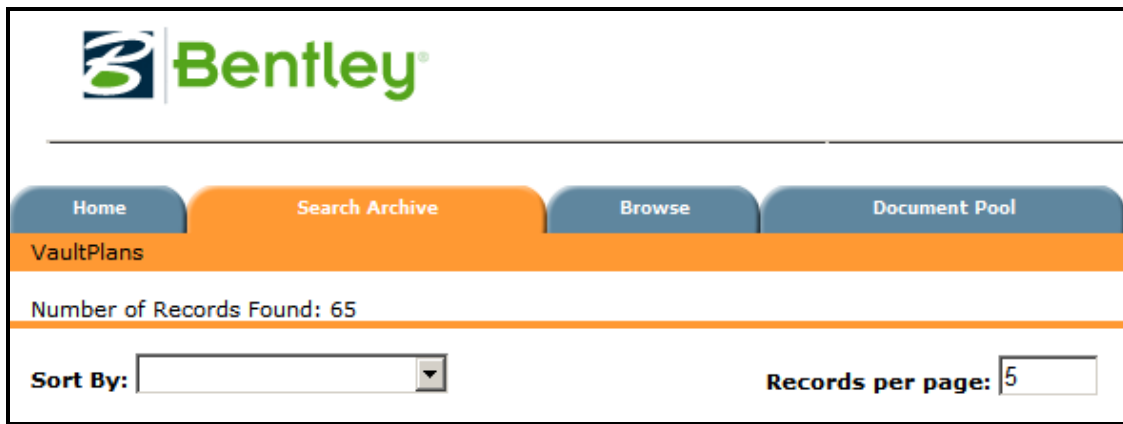 Bentley®
Home Search Archive Browse Document Pool
VaultPlans
Number of Records Found: 65
Sort By: Records per page: 5